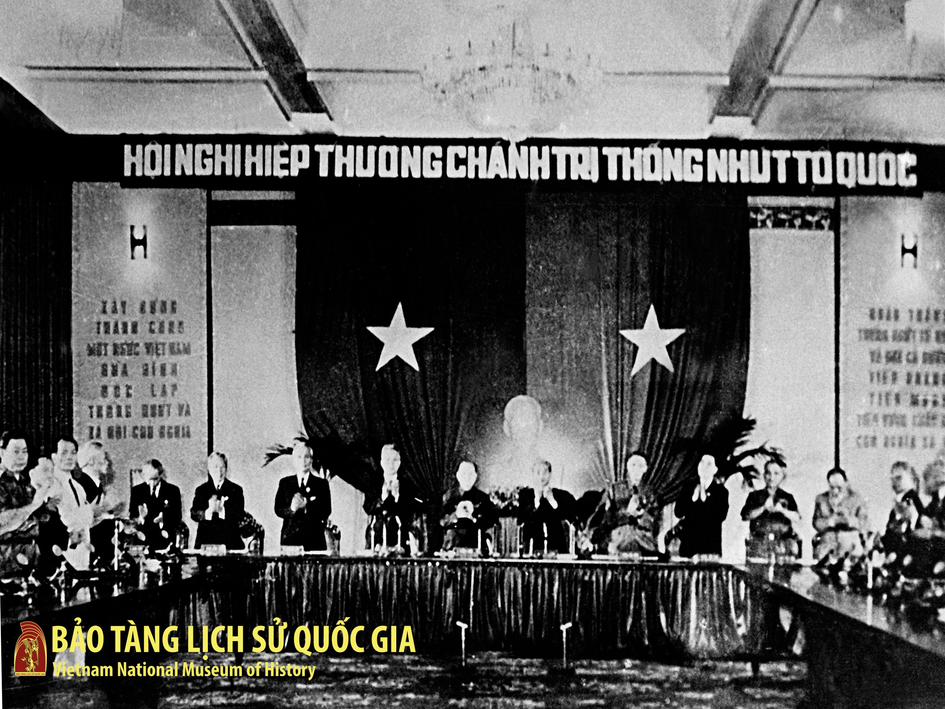 HỘI NGHỊ HIỆP THƯƠNG CHÁNH TRỊ THỐNG NHỨT TỔ QUỐC
XÂY DỰNG
THÀNH CÔNG
MỘT NƯỚC VIỆT NAM
HÒA BÌNH
ĐỘC LẬP
THỐNG NHỨT VÀ
XÃ HỘI CHỦ NGHĨA
BẢO TÀNG LỊCH SỬ QUỐC GIA
Vietnam National Museum of History